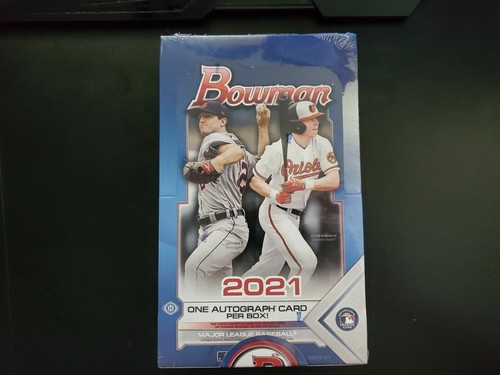 Bowman
Orioles
2021
ONE AUTOGRAPH CARD
PER BOX!
MAJOR LEAGUE BASEBALL